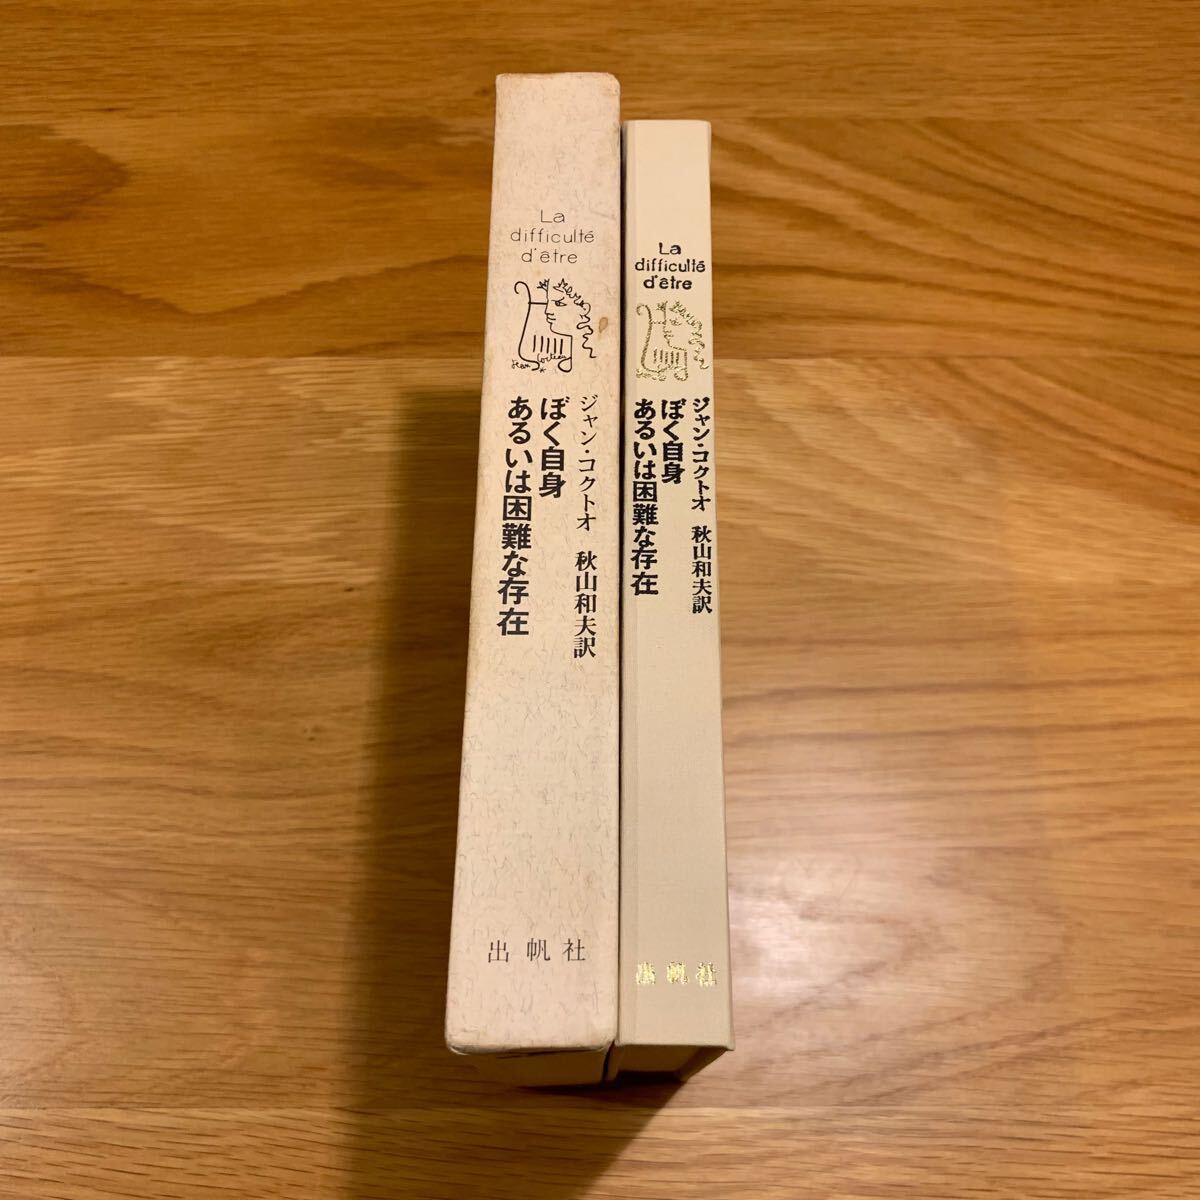 La
difficulté
d'être
Jean Cocteau
ジャン・コクトオ 秋山和夫訳
ぼく自身
あるいは困難な存在
出帆社
La
difficulté
d'être
ジャン・コクトオ 秋山和夫訳
ぼく自身
あるいは困難な存在
出帆社